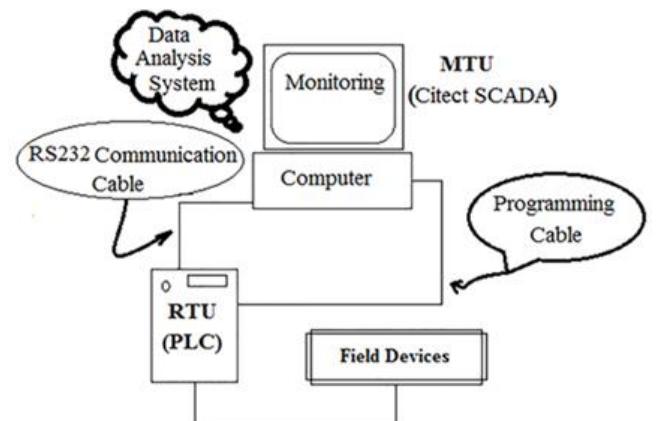 Data
Analysis
System
Monitoring
MTU
(Citect SCADA)
RS232 Communication
Cable
Computer
Programming
Cable
RTU
(PLC)
Field Devices